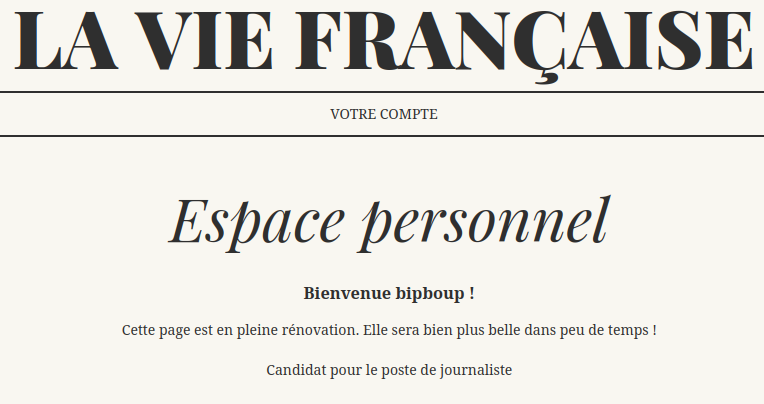 LA VIE FRANÇAISE
VOTRE COMPTE
Espace personnel
Bienvenue bipboup !
Cette page est en pleine rénovation. Elle sera bien plus belle dans peu de temps !
Candidat pour le poste de journaliste